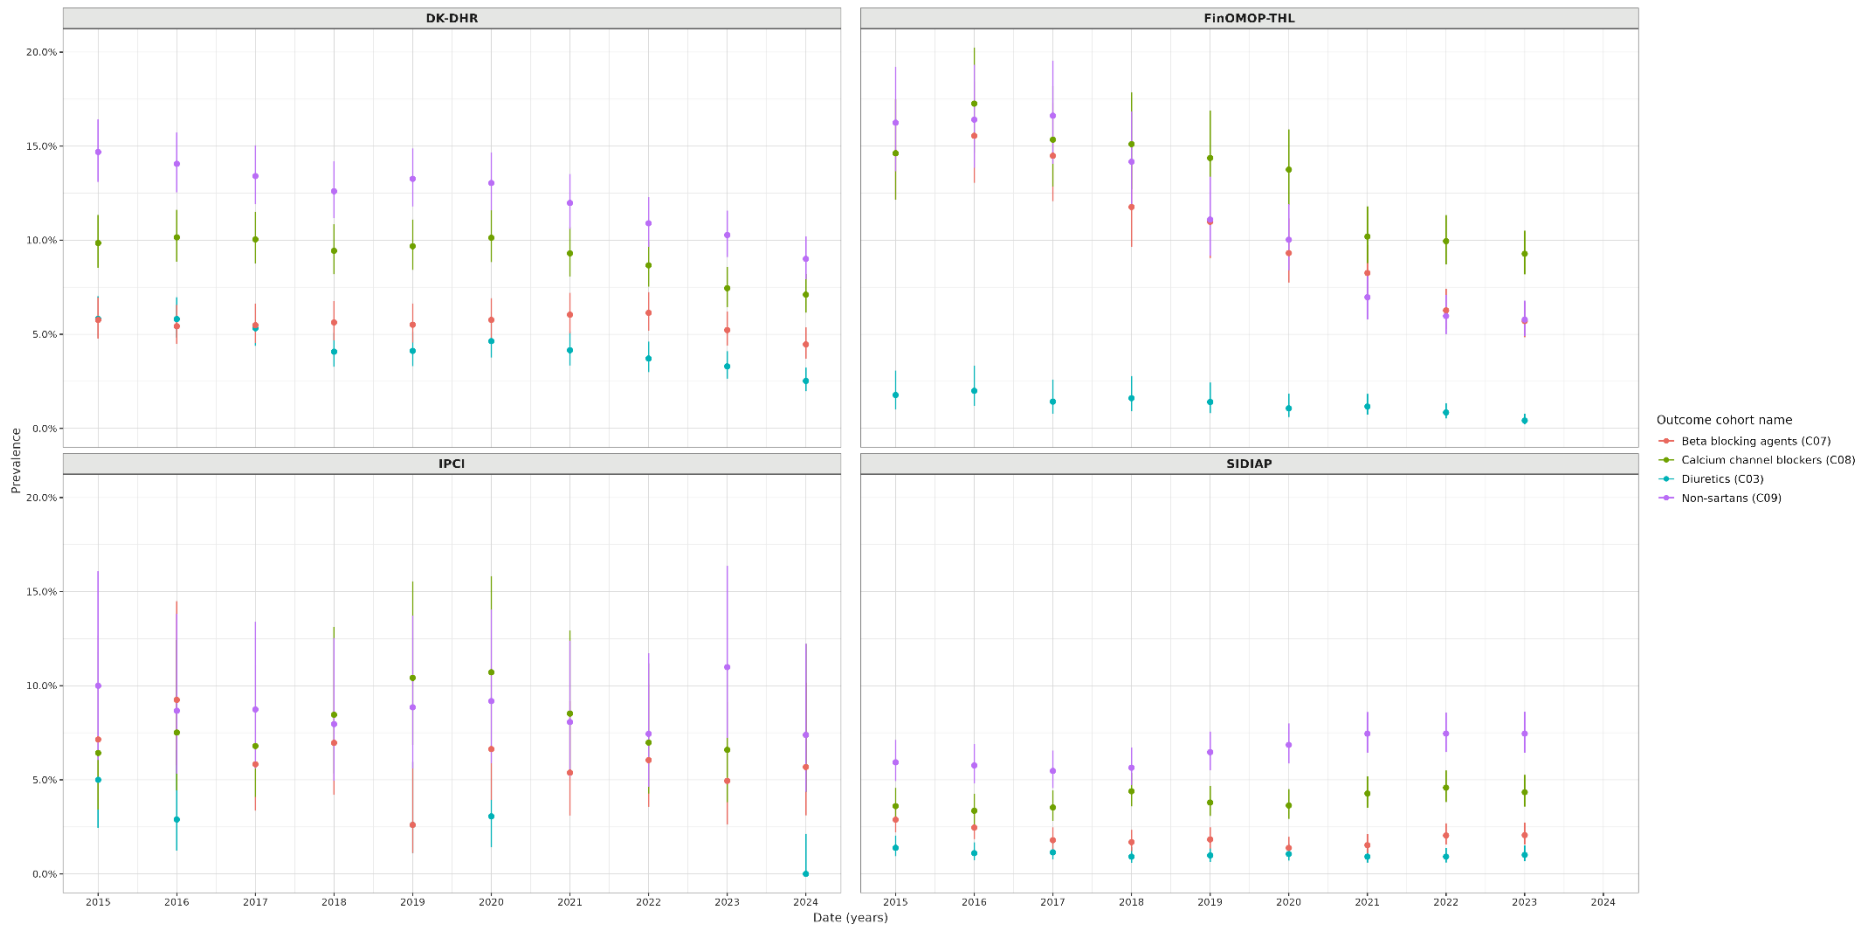 DK-DHR
FinOMOP-THL
20.0%
15.0%
10.0%
5.0%
0.0%
IPCI
SIDIAP
20.0%
15.0%
10.0%
5.0%
0.0%
Prevalence
2015 2016 2017 2018 2019 2020 2021 2022 2023 2024
2015 2016 2017 2018 2019 2020 2021 2022 2023 2024
Date (years)
Outcome cohort name
Beta blocking agents (C07)
Calcium channel blockers (C08)
Diuretics (C03)
Non-sartans (C09)